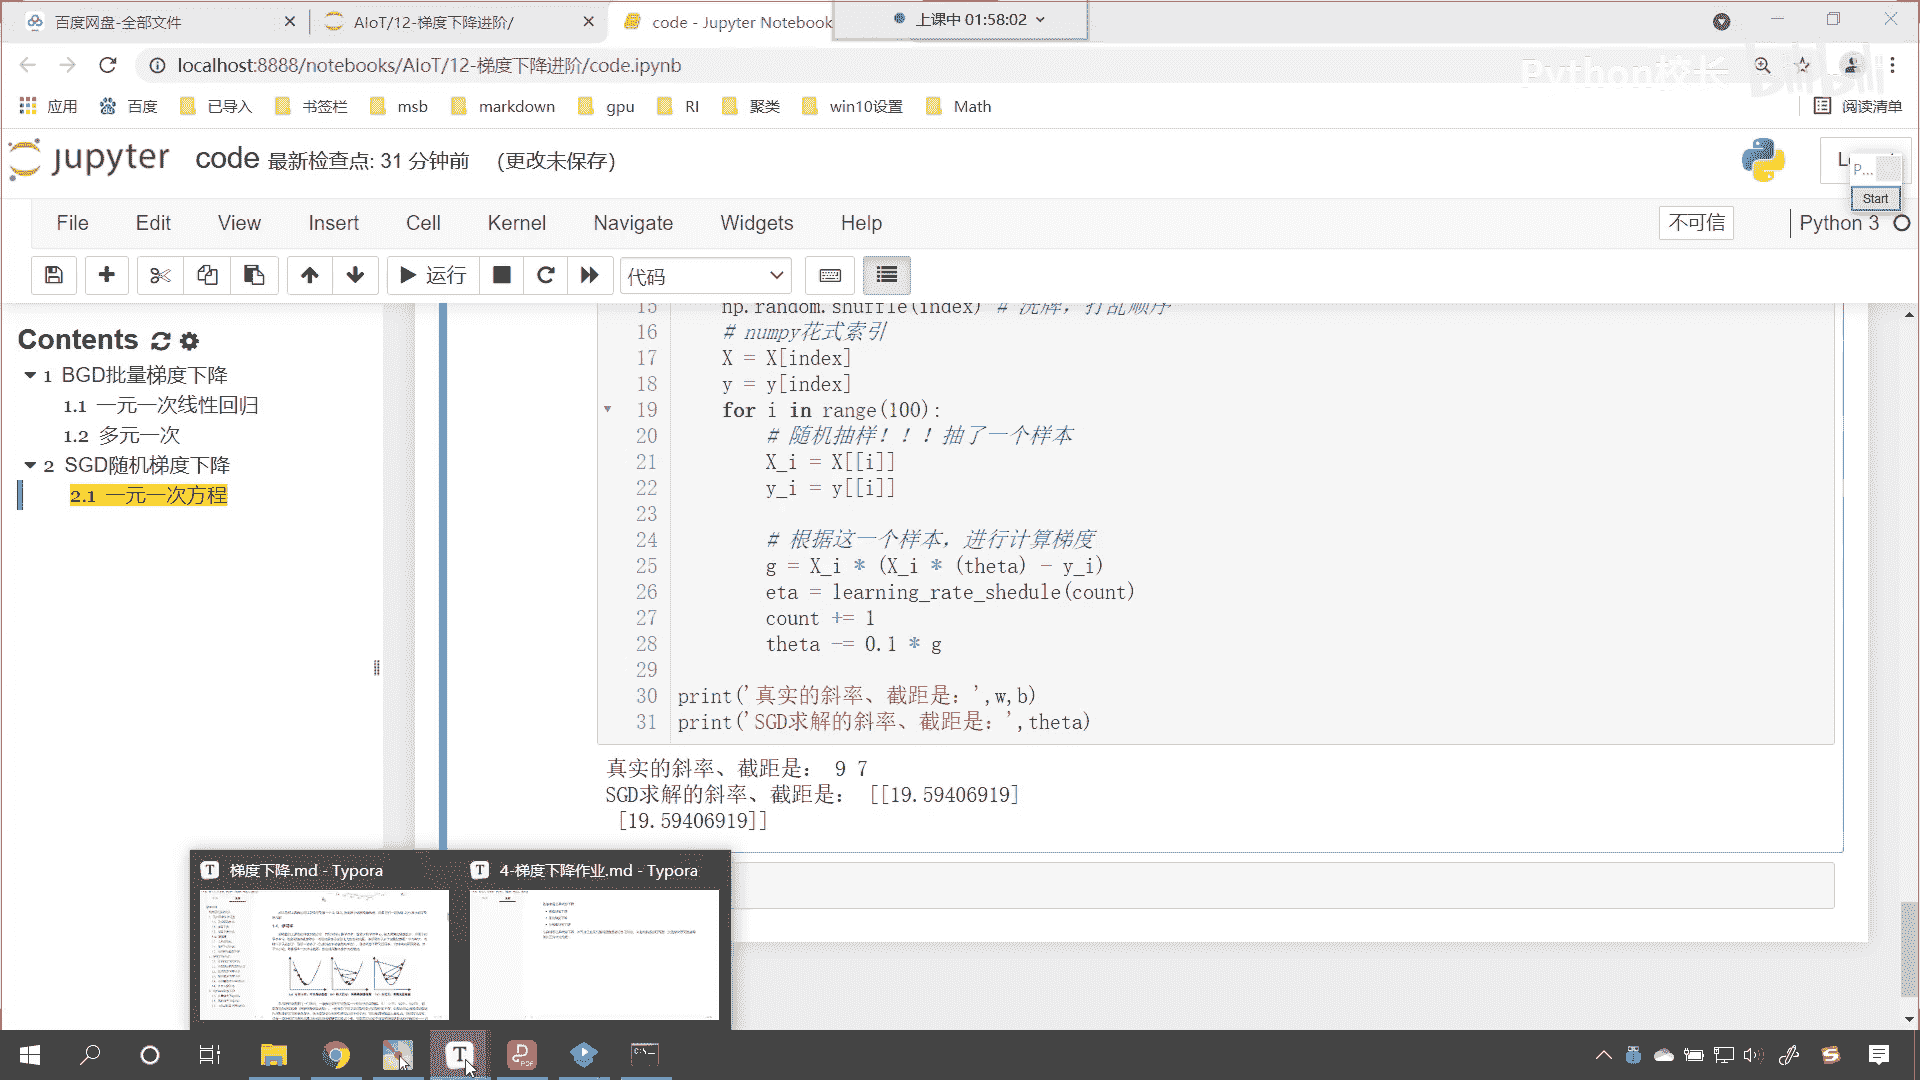 百度网盘-全部文件
AIoT/12-梯度下降进阶/
code - Jupyter Notebook
上课中 01:58:02
localhost:8888/notebooks/AIoT/12-梯度下降进阶/code.ipynb
Python校长
bilibili
应用
百度
已导入
书签栏
msb
markdown
gpu
RI
聚类
win10设置
Math
阅读清单
jupyter
code 最新检查点: 31 分钟前 (更改未保存)
P...
Start
File
Edit
View
Insert
Cell
Kernel
Navigate
Widgets
Help
不可信
Python 3
运行
代码
Contents
1 BGD批量梯度下降
1.1 一元一次线性回归
1.2 多元一次
2 SGD随机梯度下降
2.1 一元一次方程
15 np.random.shuffle(index) # 洗牌，打乱顺序
16 # numpy花式索引
17 X = X[index]
18 y = y[index]
19 for i in range(100):
20 # 随机抽样！！！抽了一个样本
21 X_i = X[[i]]
22 y_i = y[[i]]
23
24 # 根据这一个样本，进行计算梯度
25 g = X_i * (X_i * (theta) - y_i)
26 eta = learning_rate_shedule(count)
27 count += 1
28 theta -= 0.1 * g
29
30 print('真实的斜率、截距是：',w,b)
31 print('SGD求解的斜率、截距是：',theta)
真实的斜率、截距是： 9 7
SGD求解的斜率、截距是： [[19.59406919]
[19.59406919]]
梯度下降.md - Typora
4-梯度下降作业.md - Typora